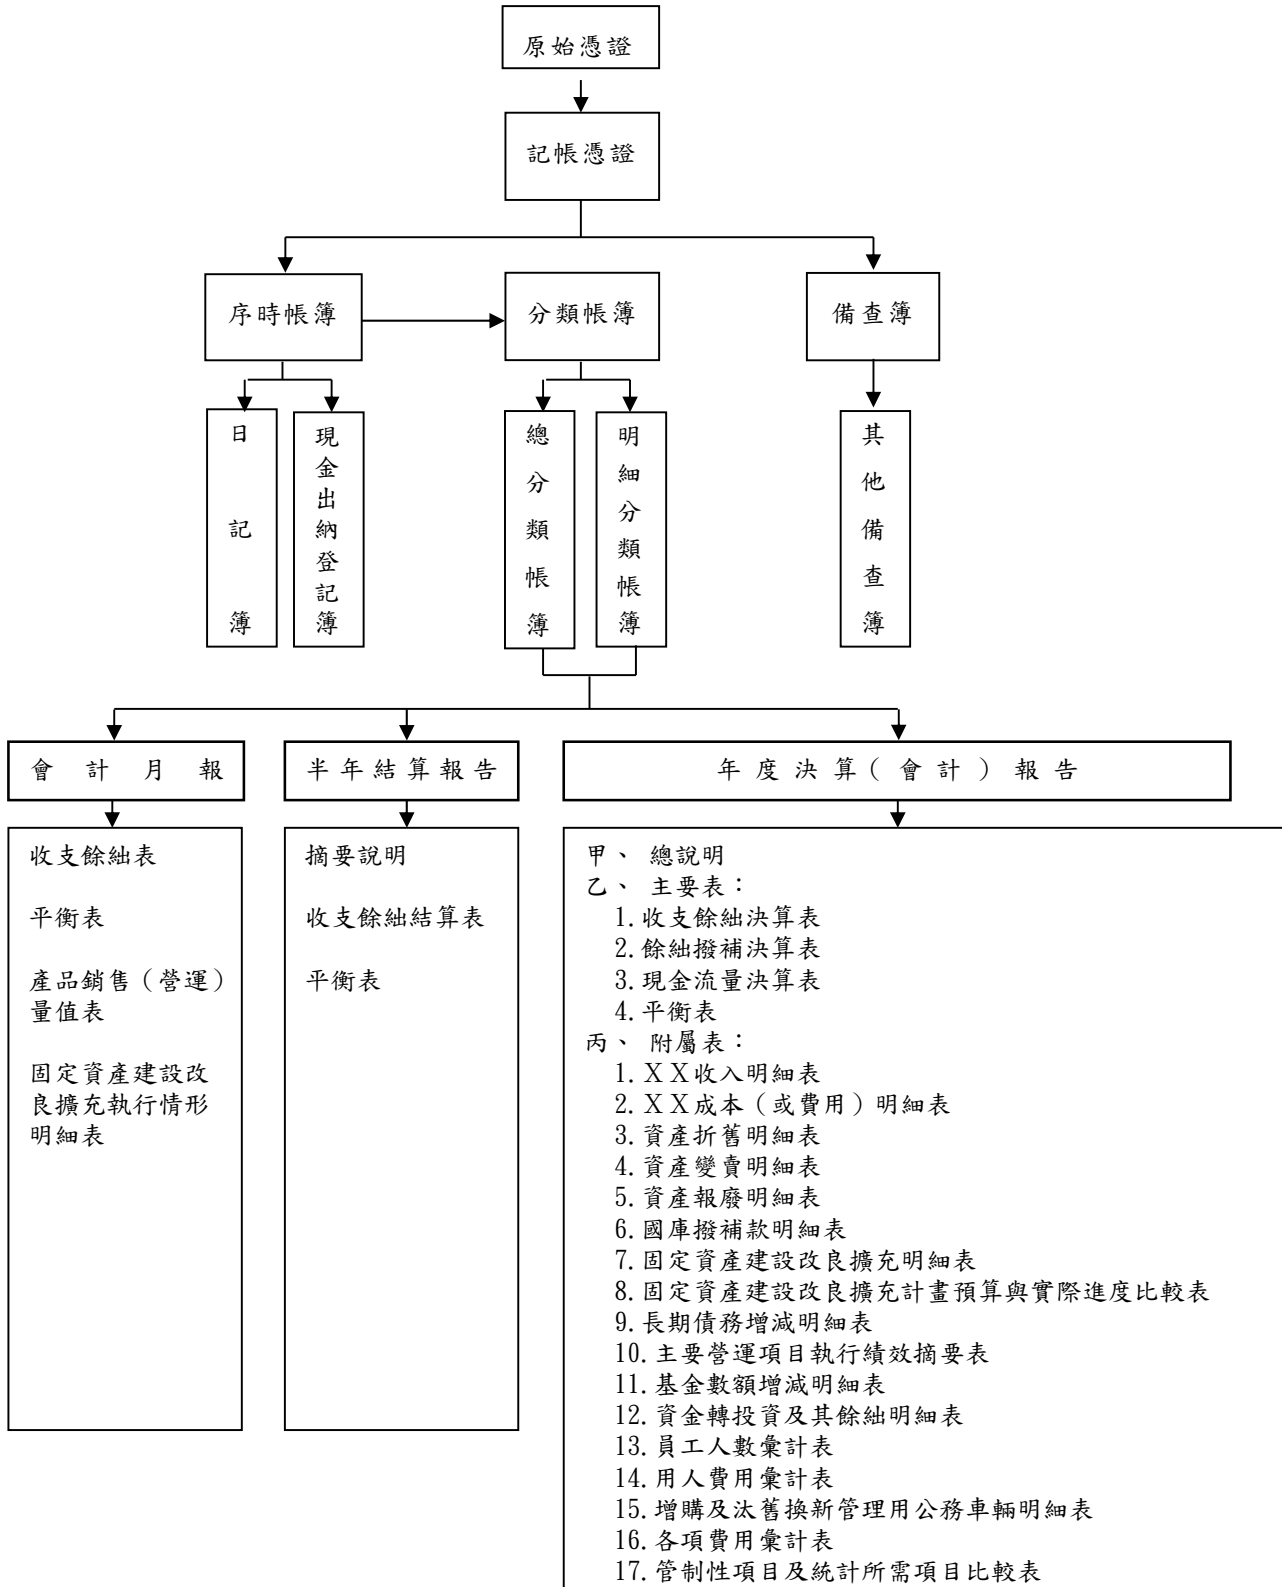 原始憑證
記帳憑證
序時帳簿
分類帳簿
備查簿
日記簿
現金出納登記簿
總分類帳簿
明細分類帳簿
其他備查簿
會計月報
半年結算報告
年度決算(會計)報告
收支餘絀表
平衡表
產品銷售（營運）
量值表
固定資產建設改
良擴充執行情形
明細表
摘要說明
收支餘絀結算表
平衡表
甲、 總說明
乙、 主要表：
1.收支餘絀決算表
2.餘絀撥補決算表
3.現金流量決算表
4.平衡表
丙、 附屬表：
1.ＸＸ收入明細表
2.ＸＸ成本（或費用）明細表
3.資產折舊明細表
4.資產變賣明細表
5.資產報廢明細表
6.國庫撥補款明細表
7.固定資產建設改良擴充明細表
8.固定資產建設改良擴充計畫預算與實際進度比較表
9.長期債務增減明細表
10.主要營運項目執行績效摘要表
11.基金數額增減明細表
12.資金轉投資及其餘絀明細表
13.員工人數彙計表
14.用人費用彙計表
15.增購及汰舊換新管理用公務車輛明細表
16.各項費用彙計表
17.管制性項目及統計所需項目比較表